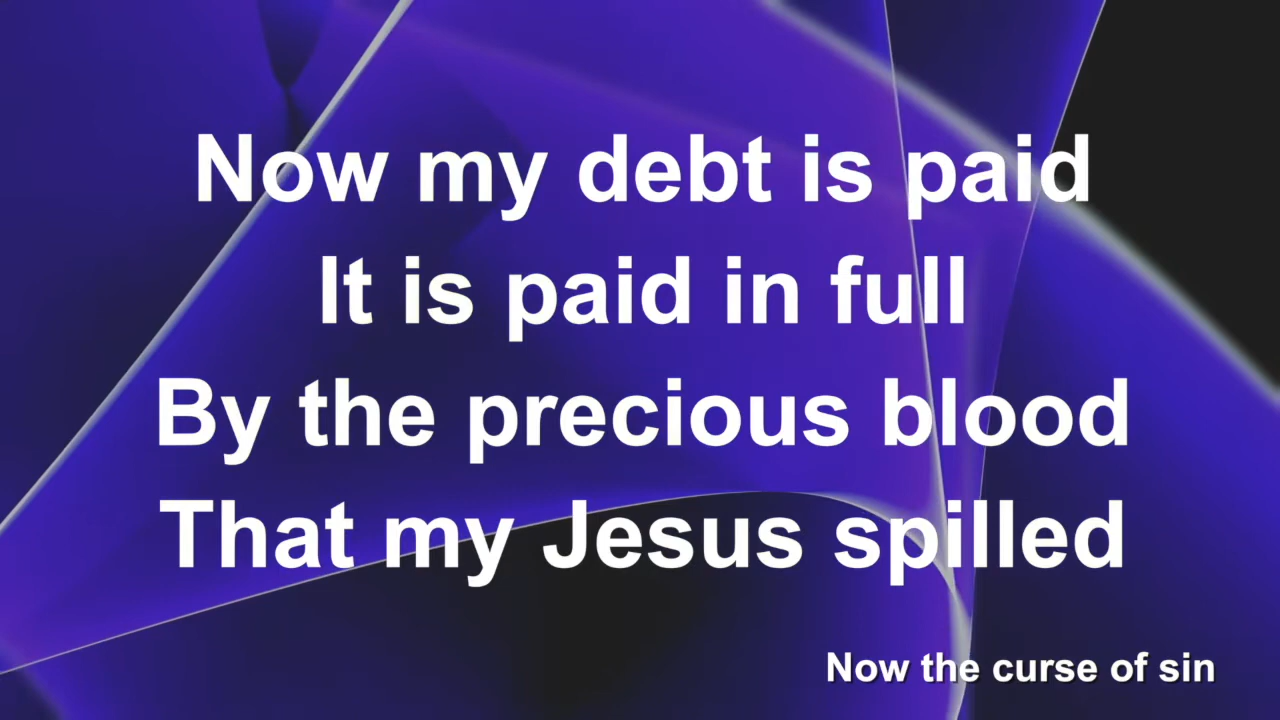 Now my debt is paid
It is paid in full
By the precious blood
That my Jesus spilled
Now the curse of sin